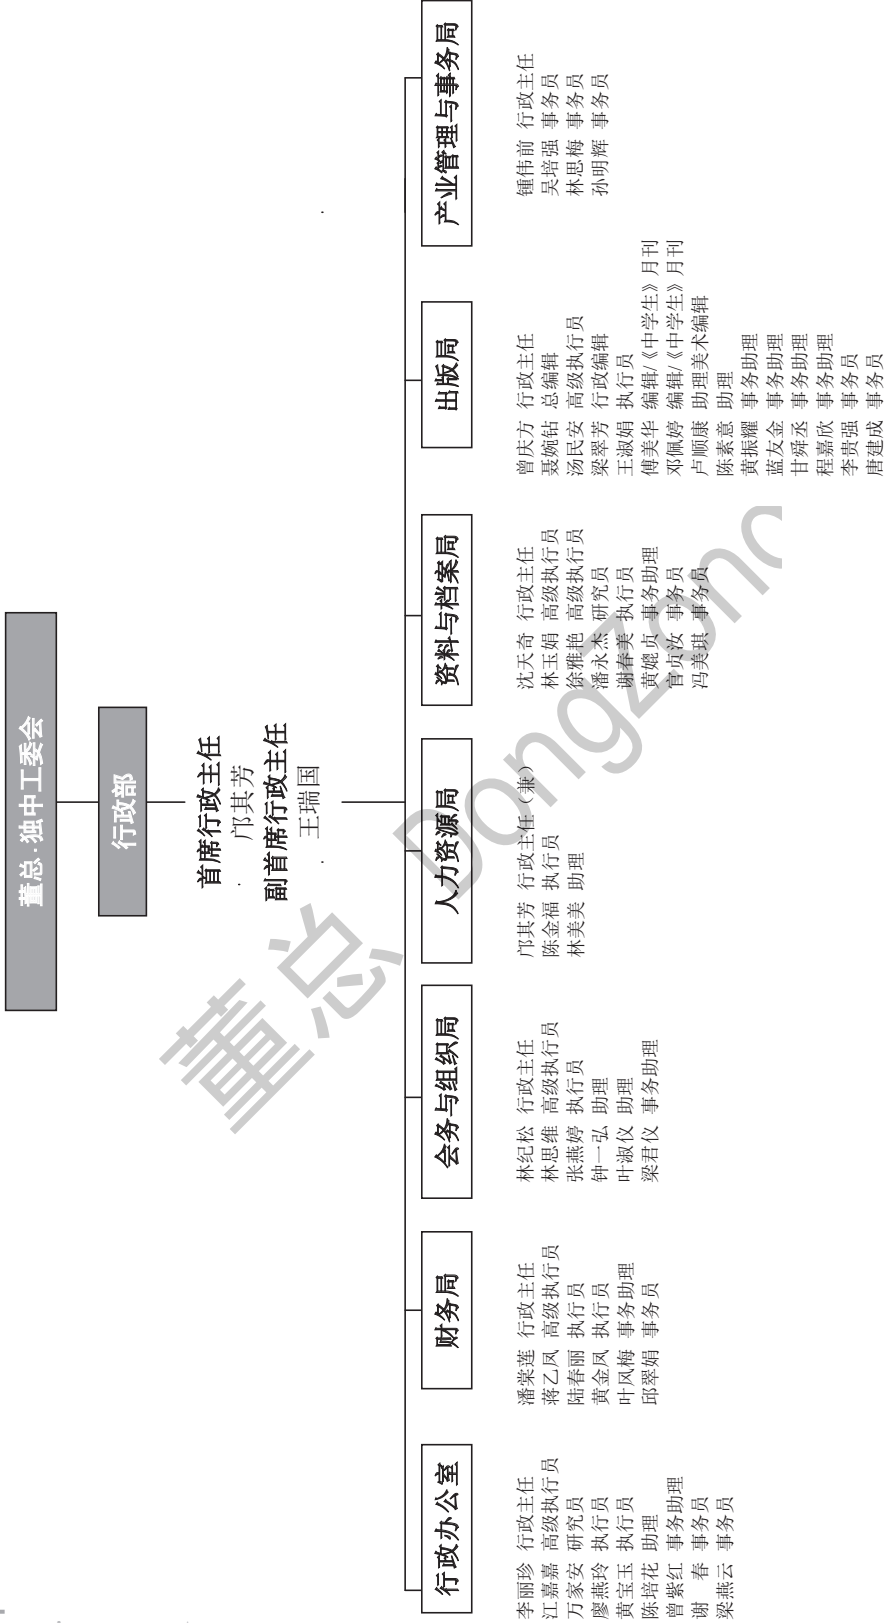 董总·独中工委会
行政部
首席行政主任
邝其芳
副首席行政主任
王瑞国
行政办公室
李丽珍 行政主任
江嘉嘉 高级执行员
万家安 研究员
廖燕玲 执行员
黄宝玉 执行员
陈培花 助理
曾紫红 事务助理
谢 春 事务员
梁燕云 事务员
财务局
潘棠莲 行政主任
蒋乙凤 高级执行员
陆春丽 执行员
黄金凤 执行员
叶风梅 事务助理
邱翠娟 事务员
会务与组织局
林纪松 行政主任
林思维 高级执行员
张燕婷 执行员
钟一弘 助理
叶淑仪 助理
梁君仪 事务助理
人力资源局
邝其芳 行政主任（兼）
陈金福 执行员
林美美 助理
资料与档案局
沈天奇 行政主任
林玉娟 高级执行员
徐雅艳 高级执行员
潘永杰 研究员
谢春美 执行员
黄媲贞 事务助理
官贞汝 事务员
冯美琪 事务员
出版局
曾庆方 行政主任
聂婉钻 总编辑
汤民安 高级执行员
梁翠芳 行政编辑
王淑娟 执行员
傅美华 编辑/《中学生》月刊
邓佩婷 编辑/《中学生》月刊
卢顺康 助理美术编辑
陈素意 助理
黄振耀 事务助理
蓝友金 事务助理
甘舜丞 事务助理
程嘉欣 事务助理
李贵强 事务员
唐建成 事务员
产业管理与事务局
锺伟前 行政主任
吴培强 事务员
林思梅 事务员
孙明辉 事务员
董总 DongZong